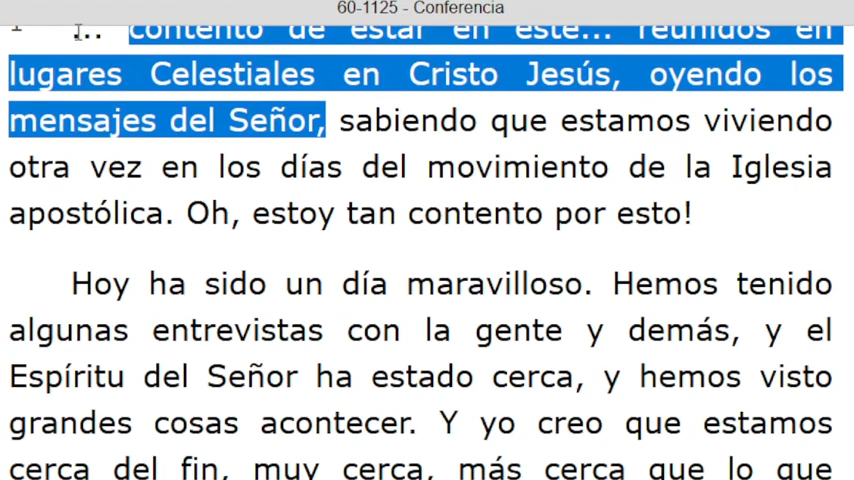 60-1125 - Conferencia
1 ... contento de estar en este... reunidos en
lugares Celestiales en Cristo Jesús, oyendo los
mensajes del Señor, sabiendo que estamos viviendo
otra vez en los días del movimiento de la Iglesia
apostólica. Oh, estoy tan contento por esto!
Hoy ha sido un día maravilloso. Hemos tenido
algunas entrevistas con la gente y demás, y el
Espíritu del Señor ha estado cerca, y hemos visto
grandes cosas acontecer. Y yo creo que estamos
cerca del fin, muy cerca, más cerca que lo que